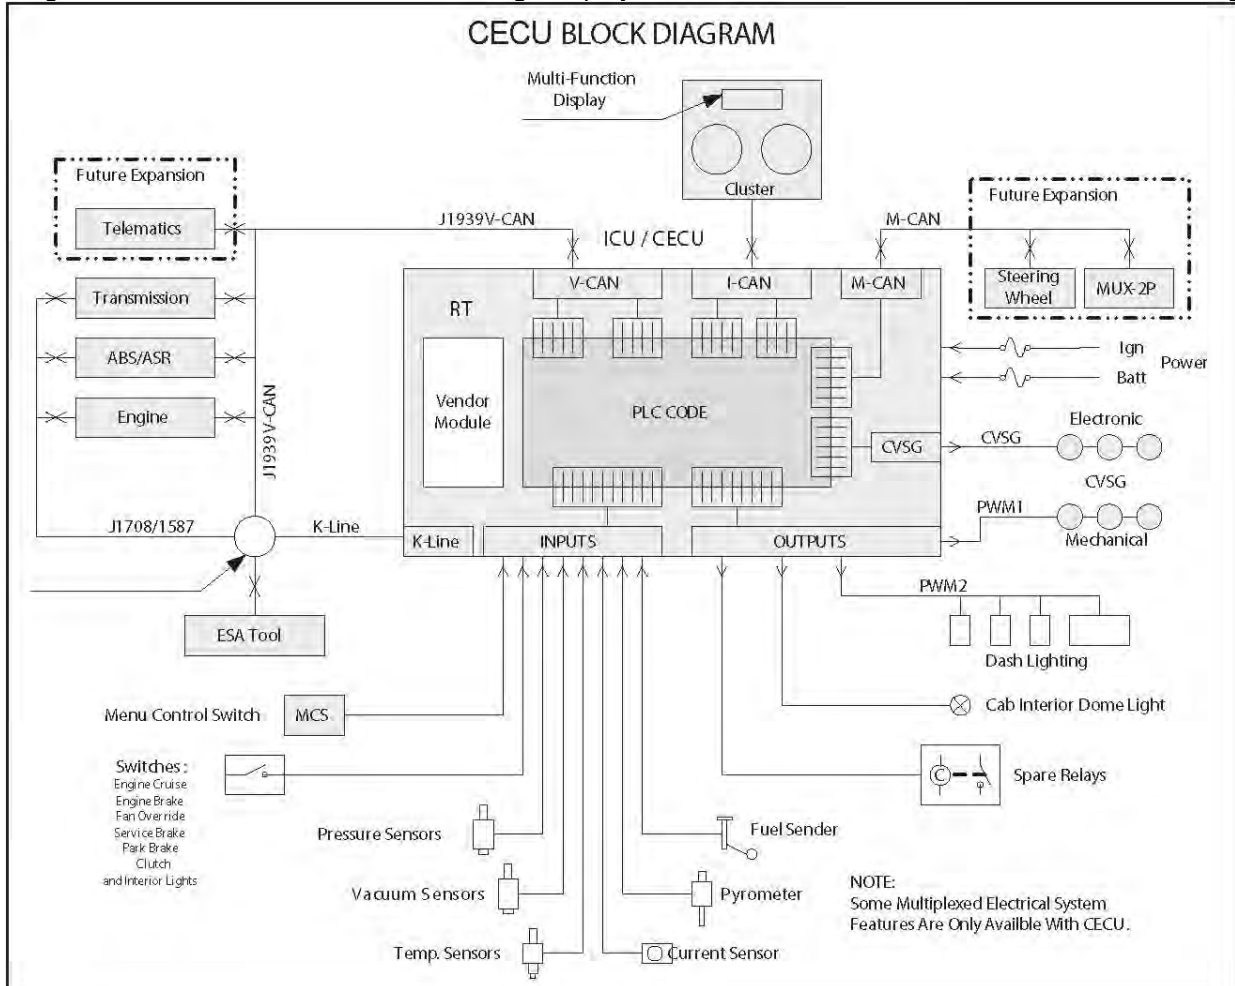 CECU BLOCK DIAGRAM
Multi-Function
Display
Cluster
Future Expansion
Telematics
J1939V-CAN
ICU / CECU
M-CAN
Future Expansion
Steering
Wheel
MUX-2P
V-CAN
I-CAN
M-CAN
Transmission
RT
ABS/ASR
Ign
Power
Batt
Vendor
Module
PLC CODE
Engine
J1939V-CAN
Electronic
CVSG
CVSG
CVSG
PWM1
Mechanical
J1708/1587
K-Line
K-Line
INPUTS
OUTPUTS
PWM2
ESA Tool
Dash Lighting
Menu Control Switch
MCS
Cab Interior Dome Light
Switches :
Engine Cruise
Engine Brake
Fan Override
Service Brake
Park Brake
Clutch
and Interior Lights
C
Spare Relays
Pressure Sensors
Fuel Sender
Vacuum Sensors
Pyrometer
Temp. Sensors
Current Sensor
NOTE:
Some Multiplexed Electrical System
Features Are Only Availble With CECU.